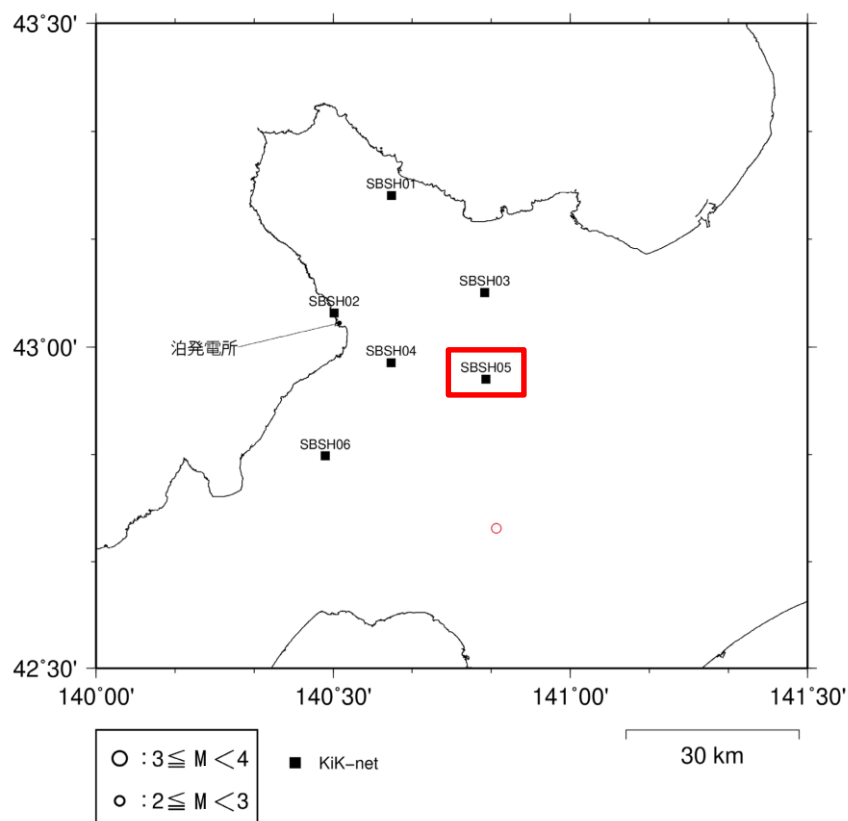 43°30'
SBSH01
SBSH03
SBSH02
泊発電所
43°00'
SBSH04
SBSH05
SBSH06
42°30'
140°00'
140°30'
141°00'
141°30'
○ : 3 ≦ M < 4
■ KiK-net
30 km
○ : 2 ≦ M < 3